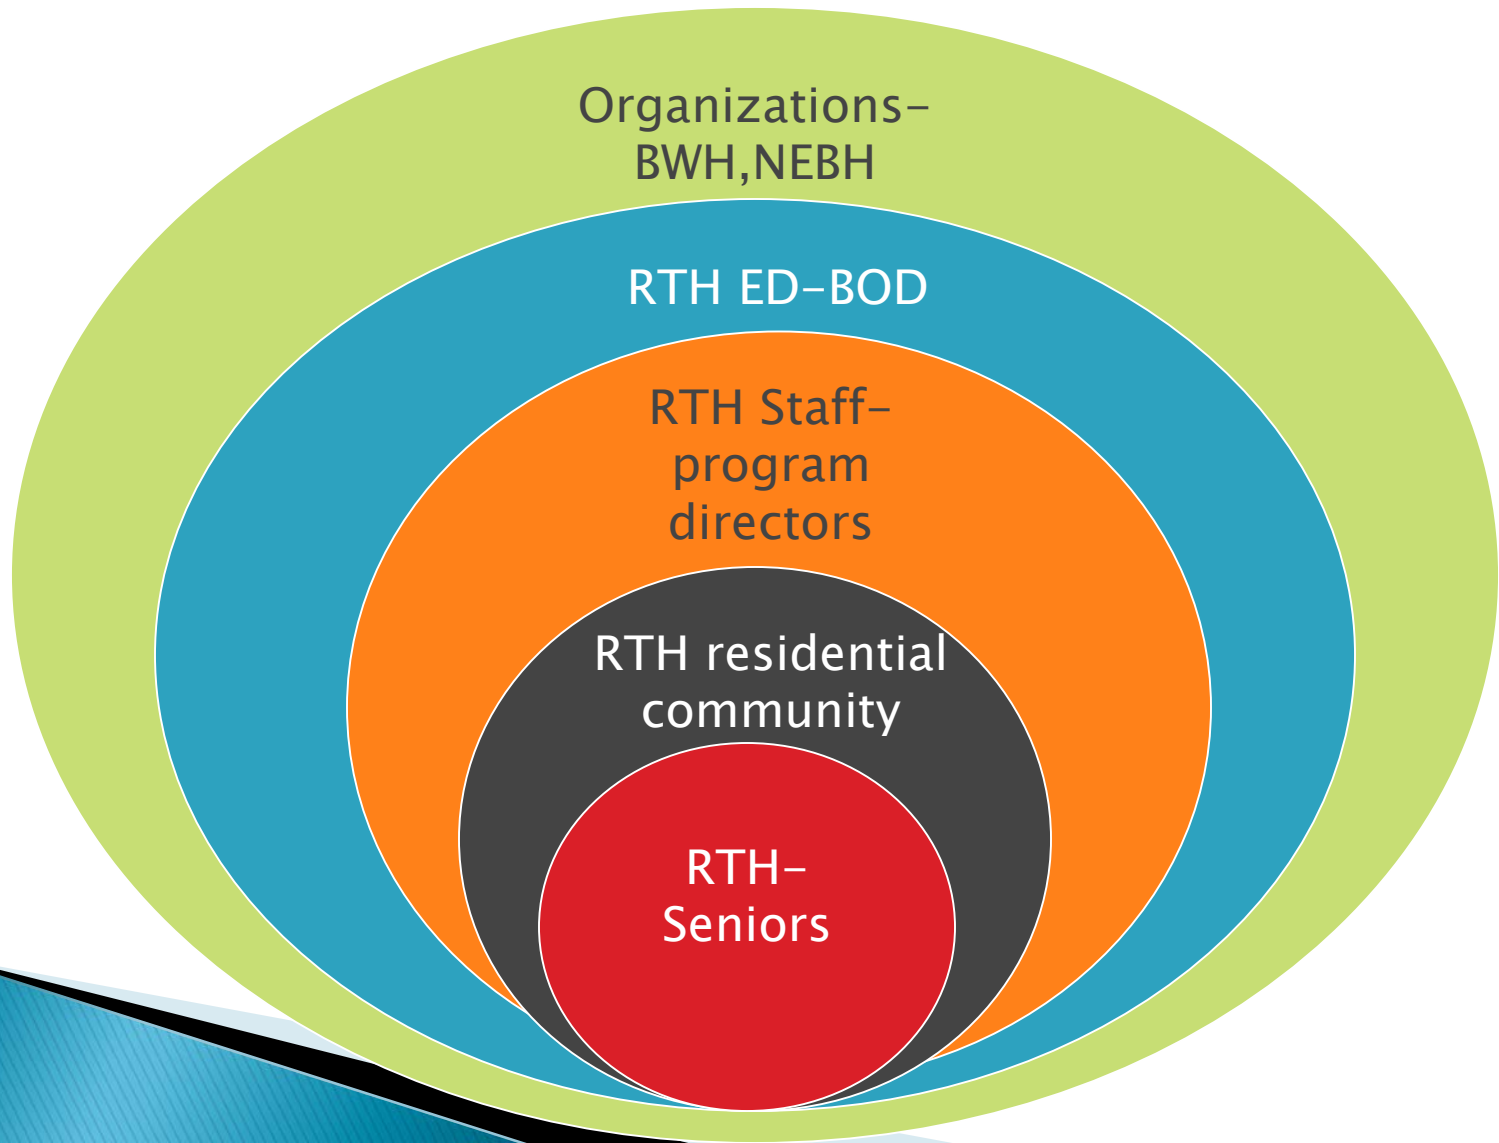 Organizations-
BWH,NEBH
RTH ED-BOD
RTH Staff-
program
directors
RTH residential
community
RTH-
Seniors